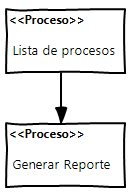 <<Proceso>>
Lista de procesos
<<Proceso>>
Generar Reporte